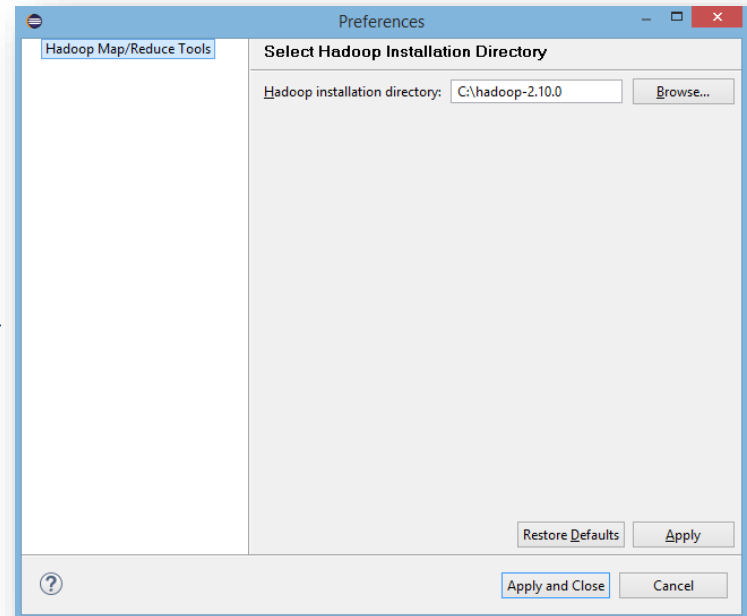 Preferences
Hadoop Map/Reduce Tools
Select Hadoop Installation Directory
Hadoop installation directory: C:\hadoop-2.10.0 Browse...
Restore Defaults Apply
Apply and Close Cancel